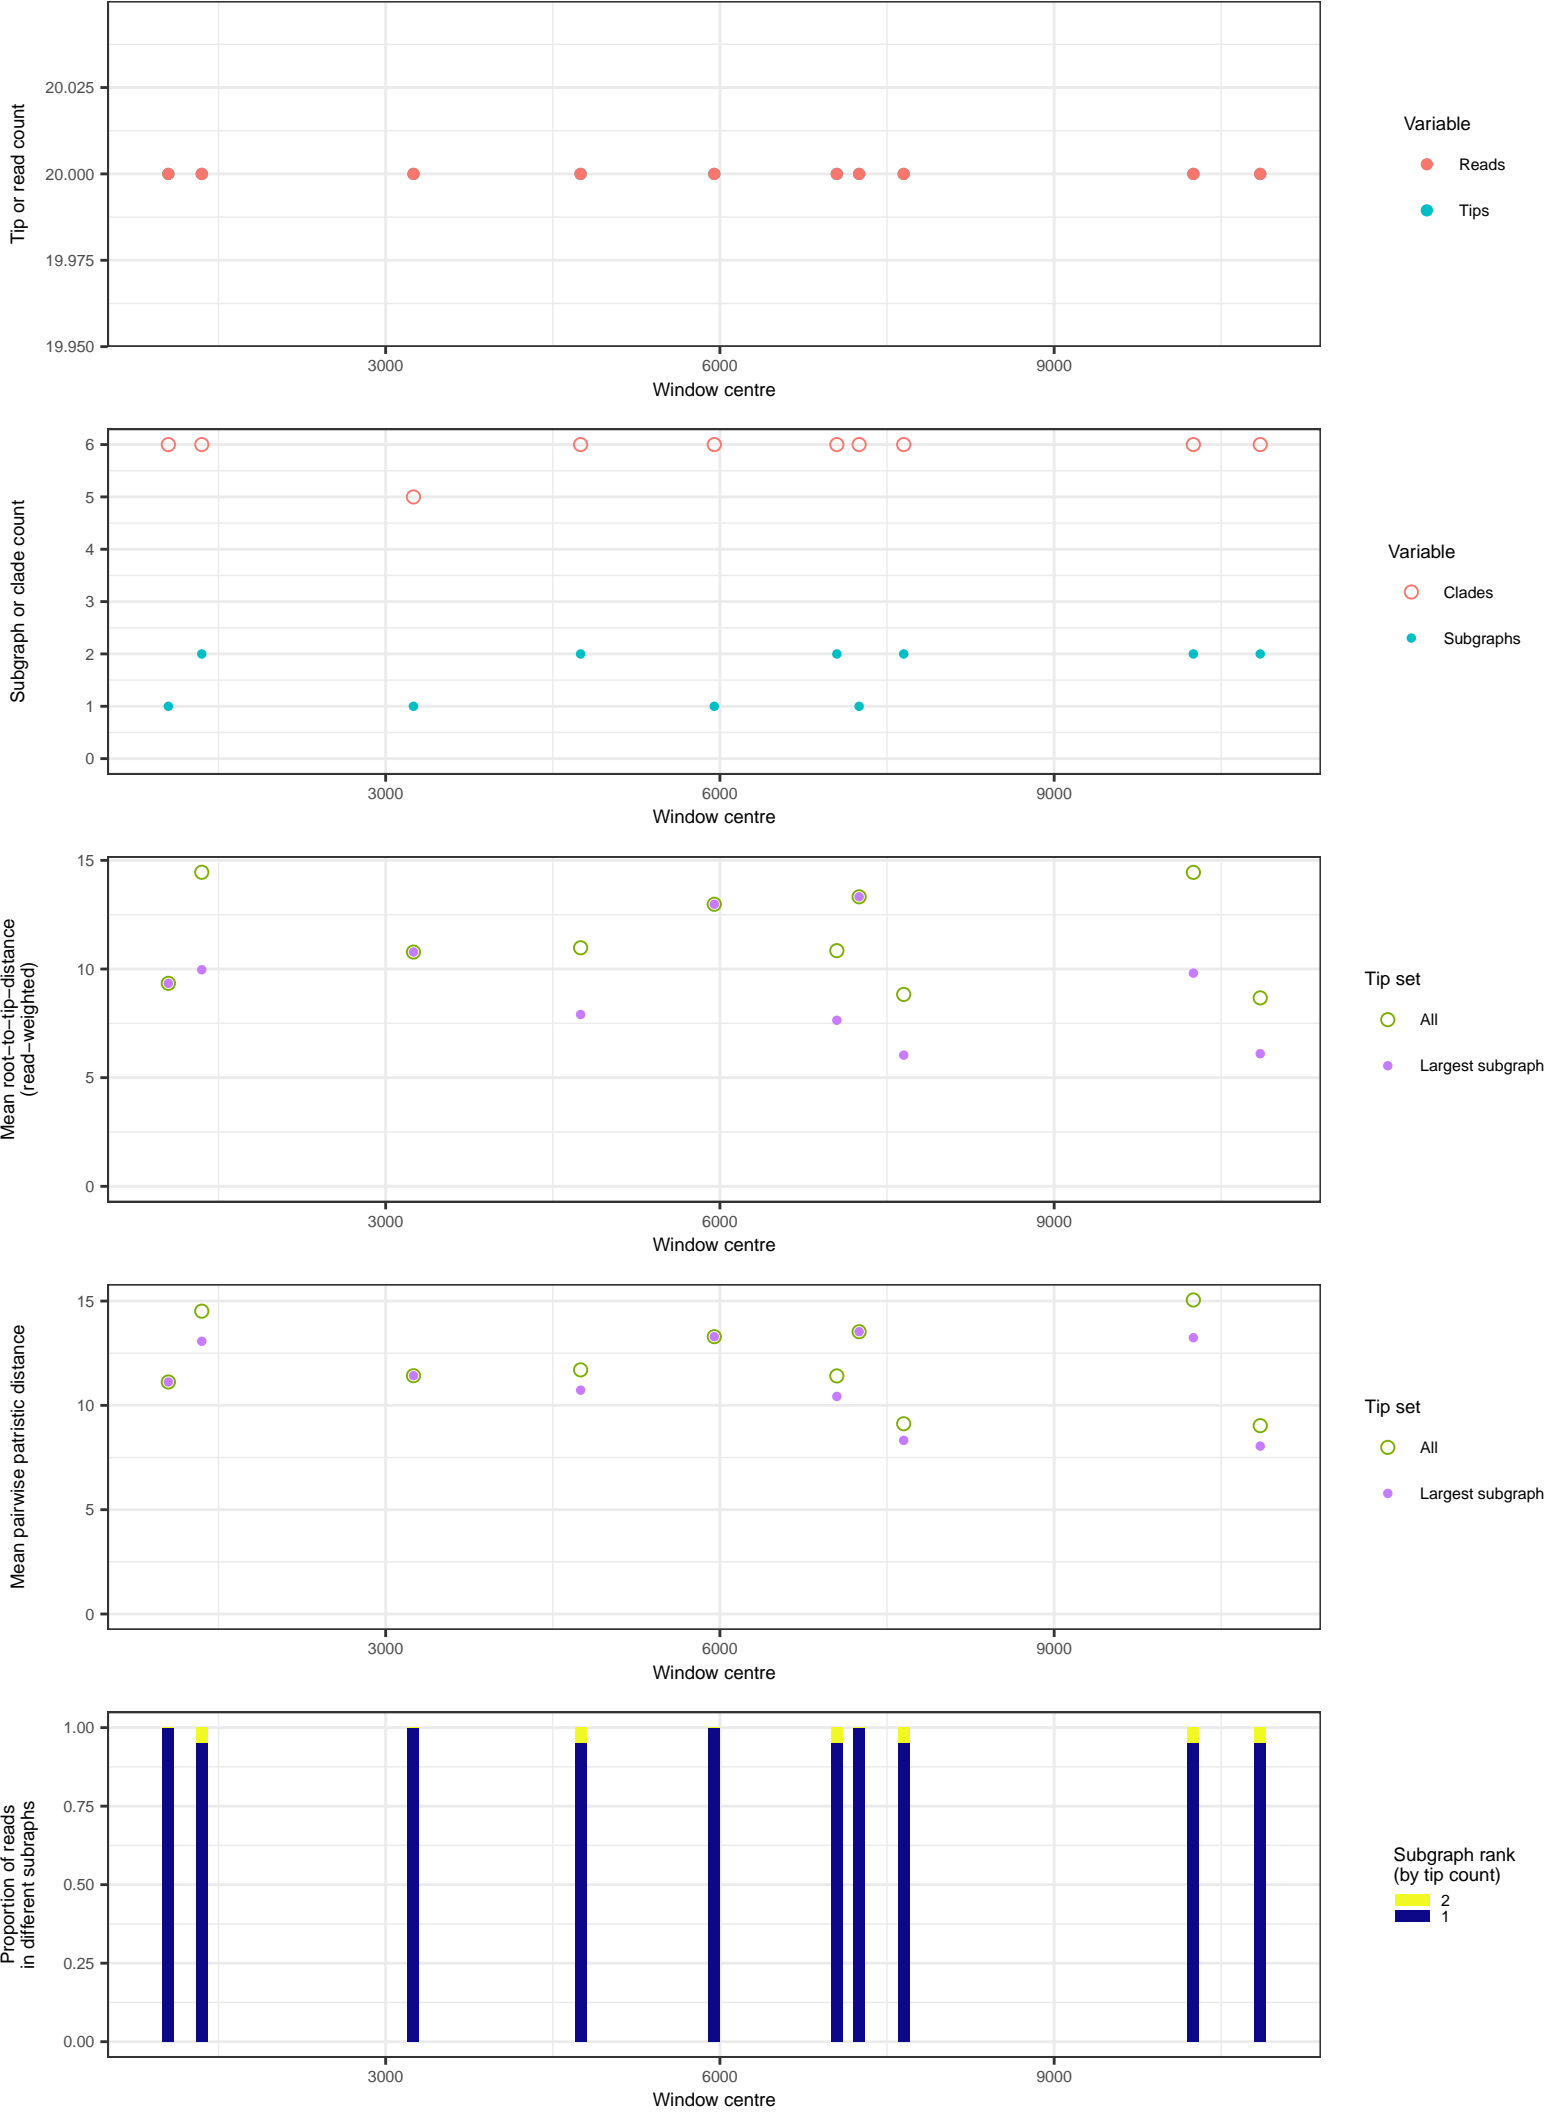 20.025
20.000
19.975
19.950
Tip or read count
3000 6000 9000
Window centre
Variable
Reads
Tips
6
5
4
3
2
1
0
Subgraph or clade count
3000 6000 9000
Window centre
Variable
Clades
Subgraphs
15
10
5
0
Mean root−to−tip−distance
(read−weighted)
3000 6000 9000
Window centre
Tip set
All
Largest subgraph
15
10
5
0
Mean pairwise patristic distance
3000 6000 9000
Window centre
Tip set
All
Largest subgraph
1.00
0.75
0.50
0.25
0.00
Proportion of reads
in different subraphs
3000 6000 9000
Window centre
Subgraph rank
(by tip count)
2
1